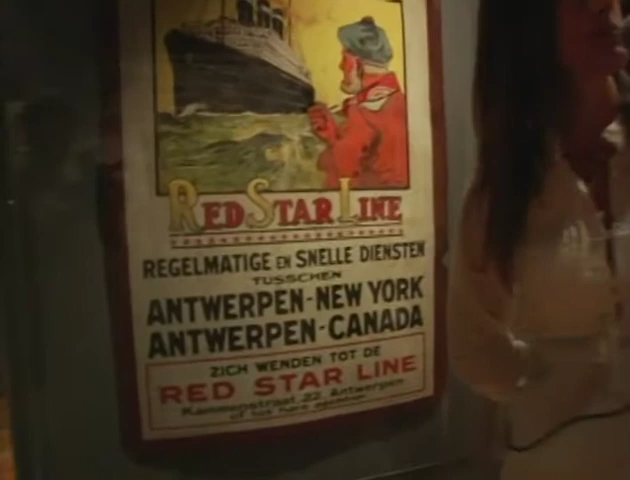 RED STAR LINE
REGELMATIGE EN SNELLE DIENSTEN
TUSSCHEN
ANTWERPEN-NEW YORK
ANTWERPEN-CANADA
ZICH WENDEN TOT DE
RED STAR LINE
Kammenstraat, 22, Antwerpen
of